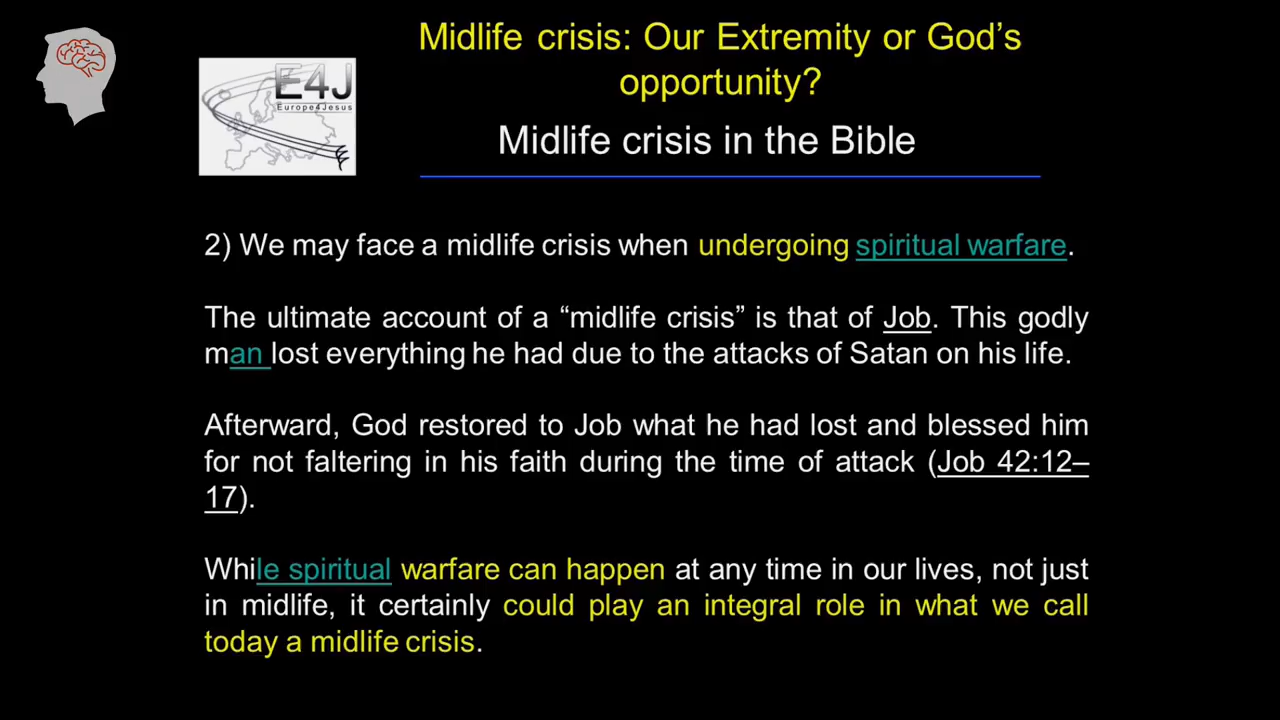 Midlife crisis: Our Extremity or God’s
opportunity?
E4J
Europe4Jesus
Midlife crisis in the Bible
2) We may face a midlife crisis when undergoing spiritual warfare.
The ultimate account of a “midlife crisis” is that of Job. This godly
man lost everything he had due to the attacks of Satan on his life.
Afterward, God restored to Job what he had lost and blessed him
for not faltering in his faith during the time of attack (Job 42:12–
17).
While spiritual warfare can happen at any time in our lives, not just
in midlife, it certainly could play an integral role in what we call
today a midlife crisis.